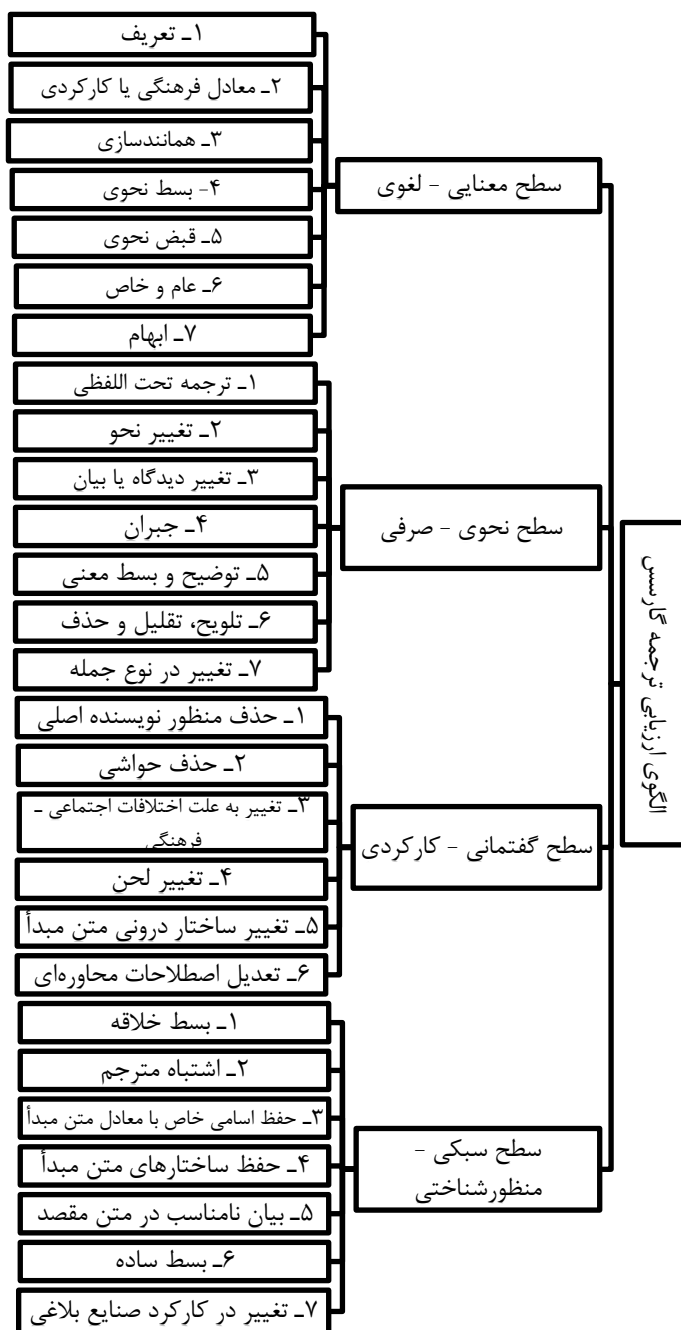 الگوی ارزیابی ترجمه گارسس
سطح معنایی - لغوی
۱ـ تعریف
۲ـ معادل فرهنگی یا کارکردی
۳ـ همانندسازی
۴- بسط نحوی
۵ـ قبض نحوی
۶ـ عام و خاص
۷ـ ابهام
سطح نحوی - صرفی
۱ـ ترجمه تحت اللفظی
۲ـ تغییر نحو
۳ـ تغییر دیدگاه یا بیان
۴ـ جبران
۵ـ توضیح و بسط معنی
۶ـ تلویح، تقلیل و حذف
۷ـ تغییر در نوع جمله
سطح گفتمانی - کارکردی
۱ـ حذف منظور نویسنده اصلی
۲ـ حذف حواشی
۳ـ تغییر به علت اختلافات اجتماعی ـ
فرهنگی
۴ـ تغییر لحن
۵ـ تغییر ساختار درونی متن مبدأ
۶ـ تعدیل اصطلاحات محاوره‌ای
سطح سبکی -
منظورشناختی
۱ـ بسط خلاقه
۲ـ اشتباه مترجم
۳ـ حفظ اسامی خاص با معادل متن مبدأ
۴ـ حفظ ساختارهای متن مبدأ
۵ـ بیان نامناسب در متن مقصد
۶ـ بسط ساده
۷ـ تغییر در کارکرد صنایع بلاغی